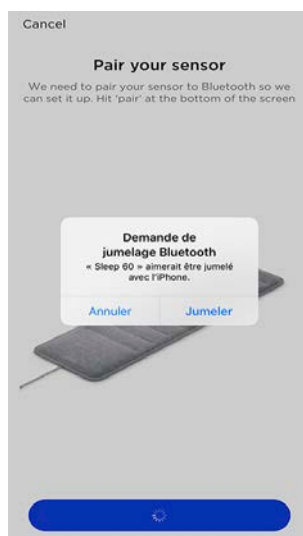 Cancel
Pair your sensor
We need to pair your sensor to Bluetooth so we
can set it up. Hit 'pair' at the bottom of the screen
Demande de
jumelage Bluetooth
« Sleep 60 » aimerait être jumelé
avec l'iPhone.
Annuler Jumeler